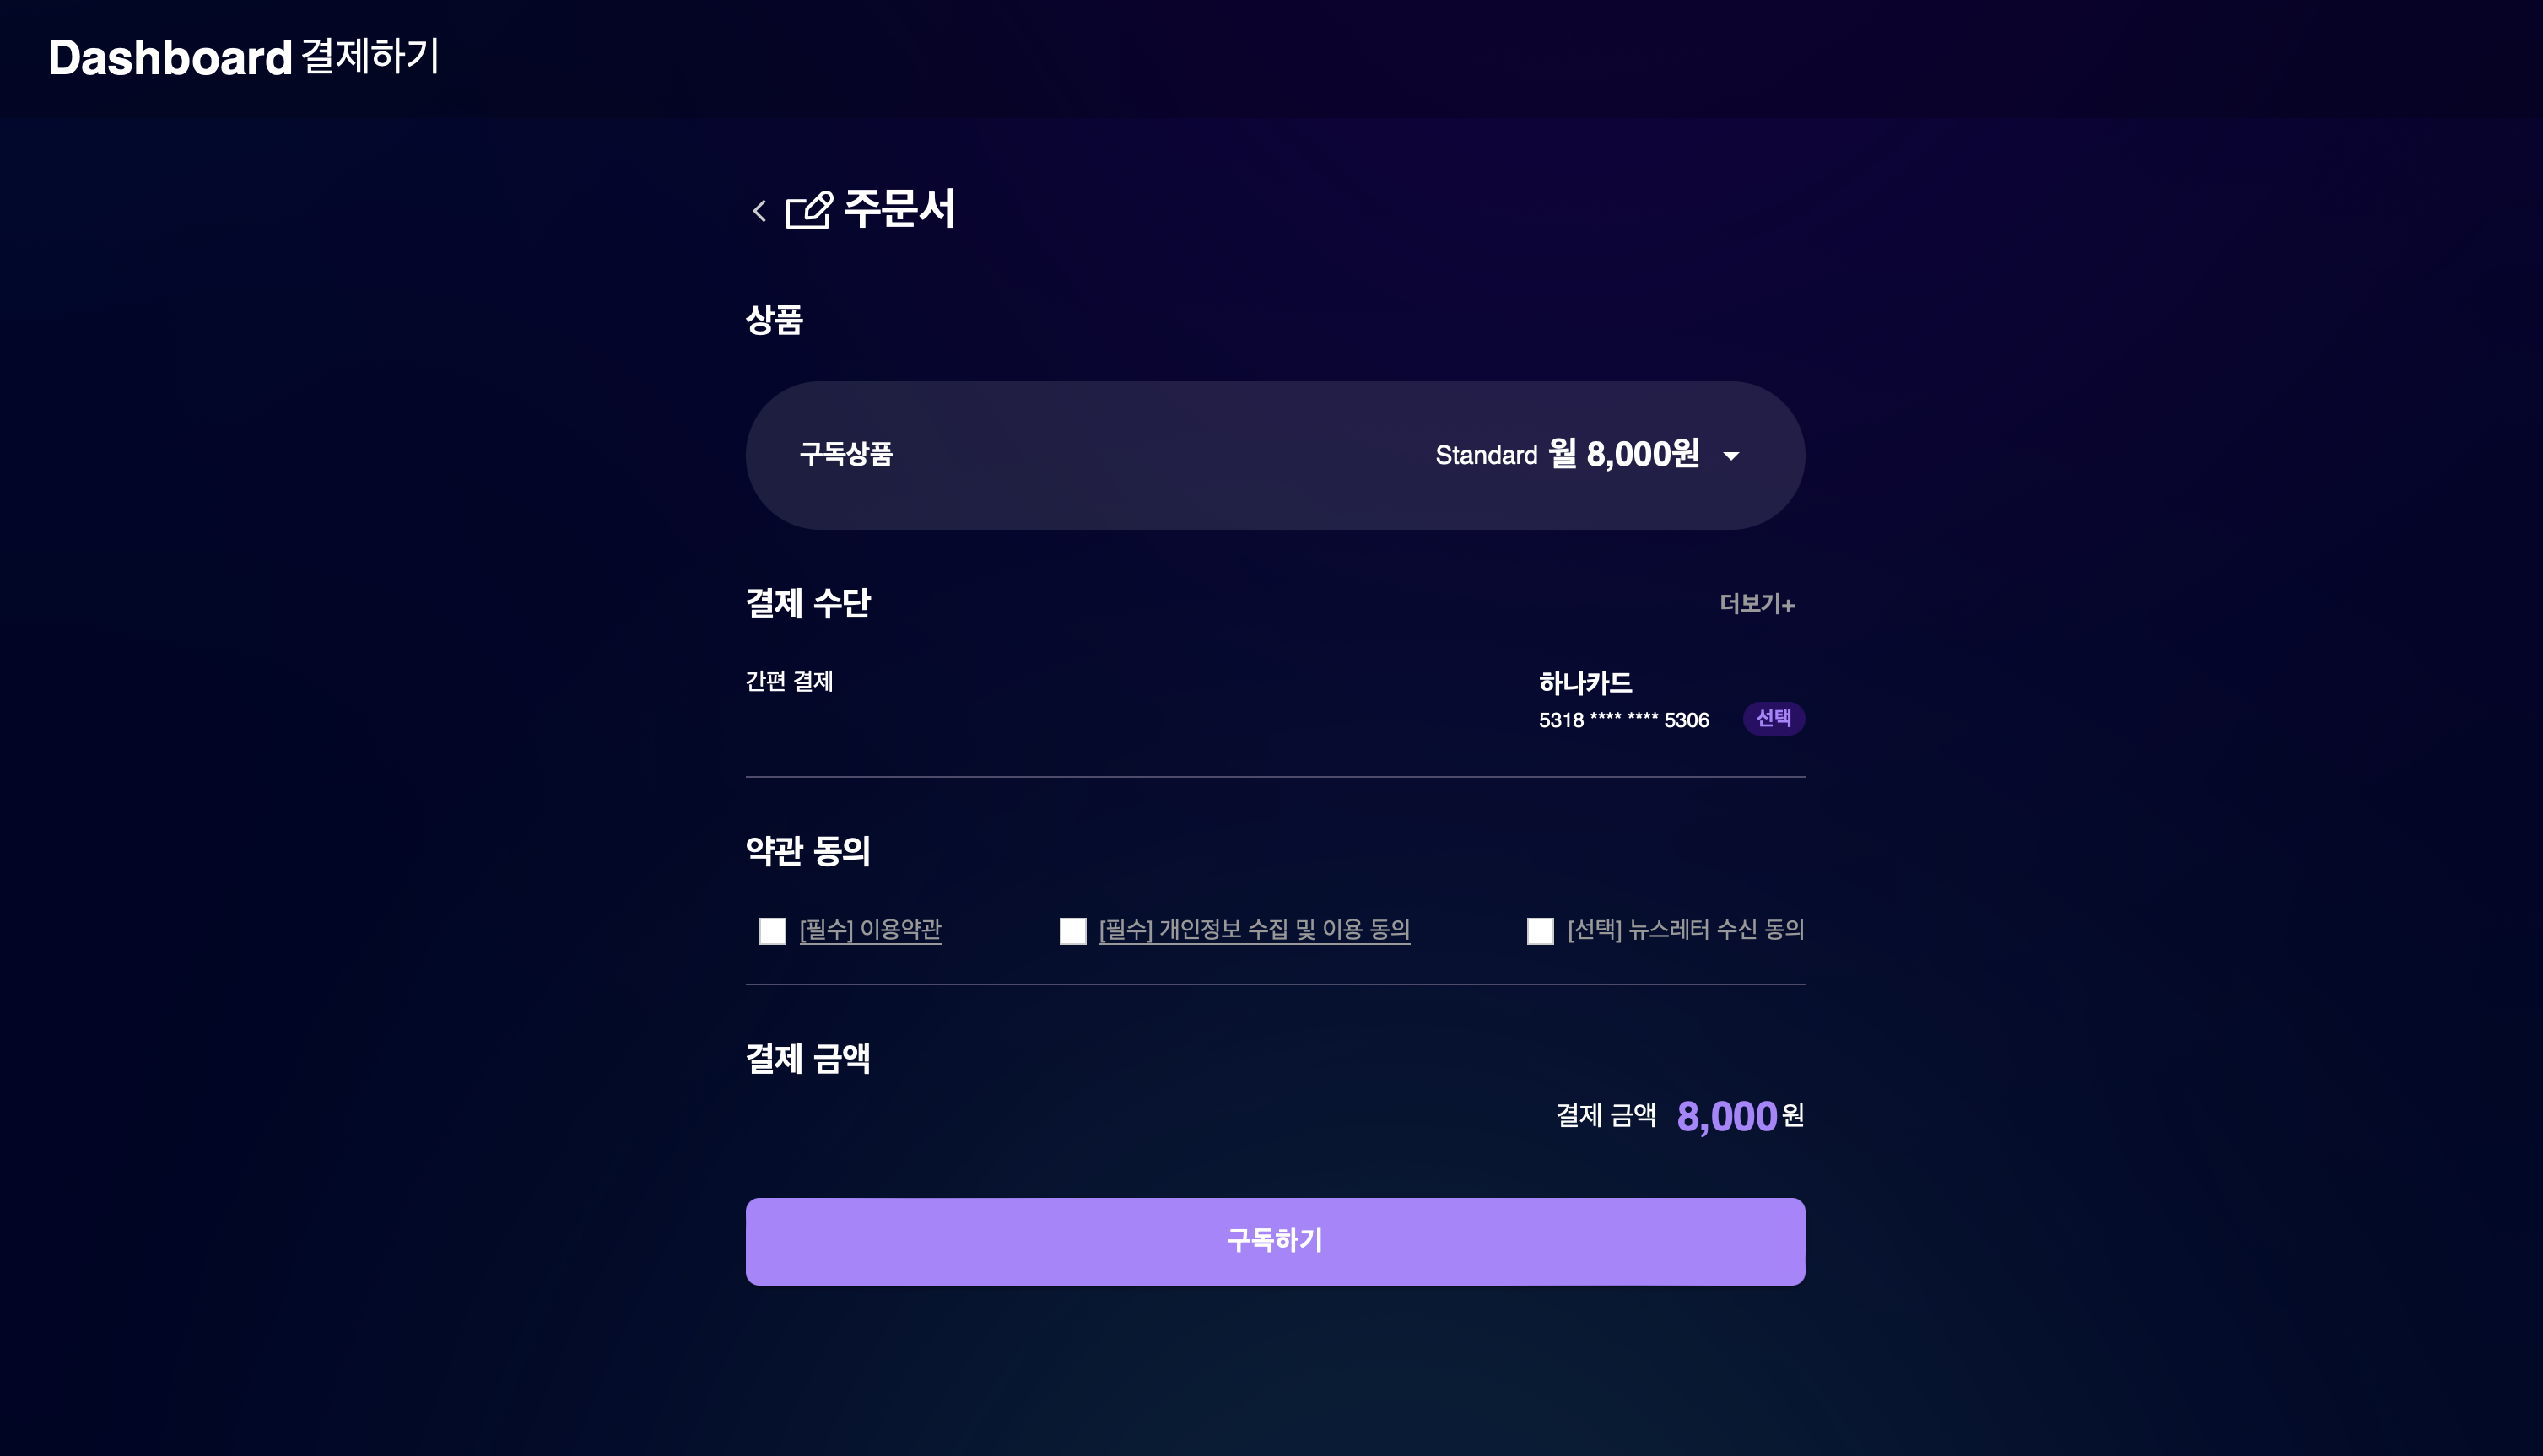 Dashboard 결제하기
주문서
상품
구독상품 Standard 월 8,000원
결제 수단 더보기+
간편 결제 하나카드
5318 **** **** 5306 선택
약관 동의
[필수] 이용약관 [필수] 개인정보 수집 및 이용 동의 [선택] 뉴스레터 수신 동의
결제 금액
결제 금액 8,000원
구독하기